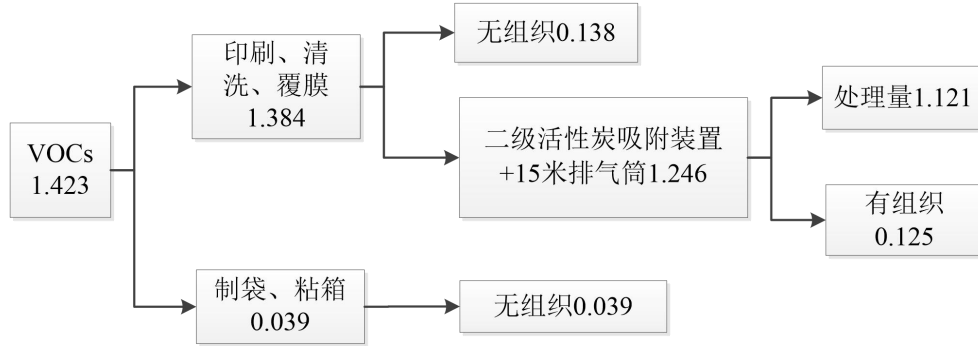 VOCs
1.423
印刷、清
洗、覆膜
1.384
无组织0.138
二级活性炭吸附装置
+15米排气筒1.246
处理量1.121
有组织
0.125
制袋、粘箱
0.039
无组织0.039